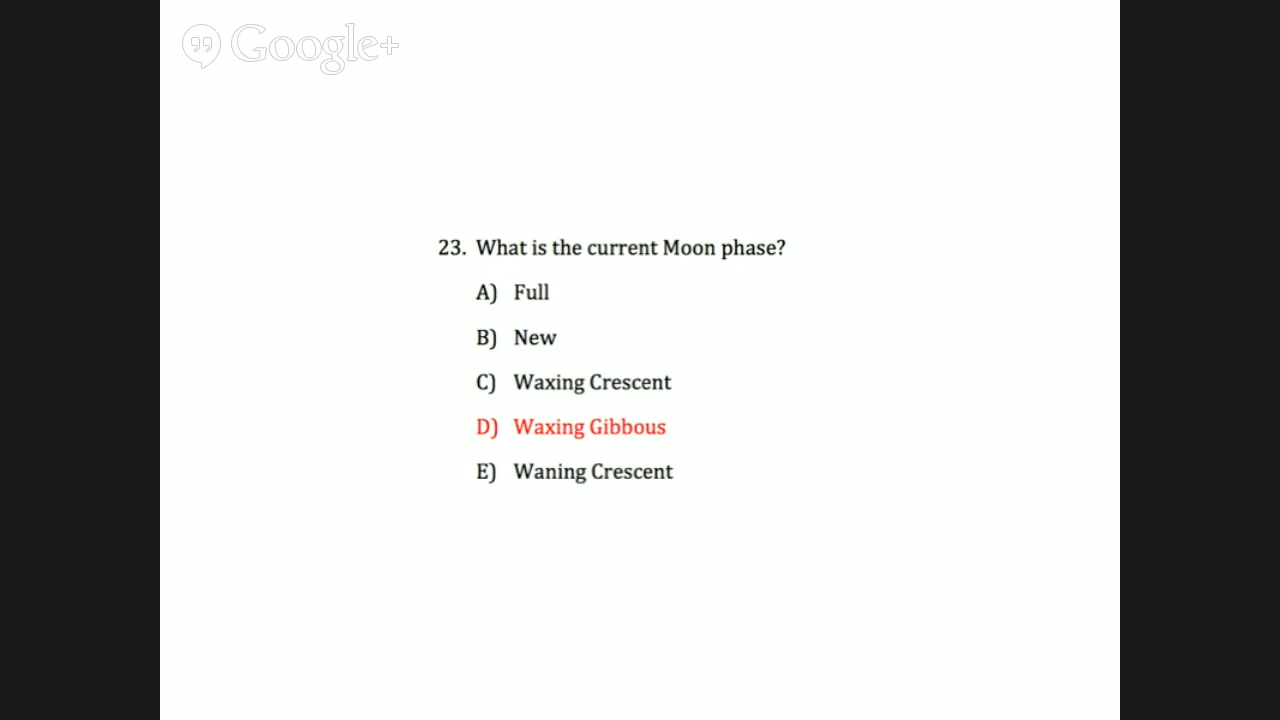 Google+
23. What is the current Moon phase?
A) Full
B) New
C) Waxing Crescent
D) Waxing Gibbous
E) Waning Crescent